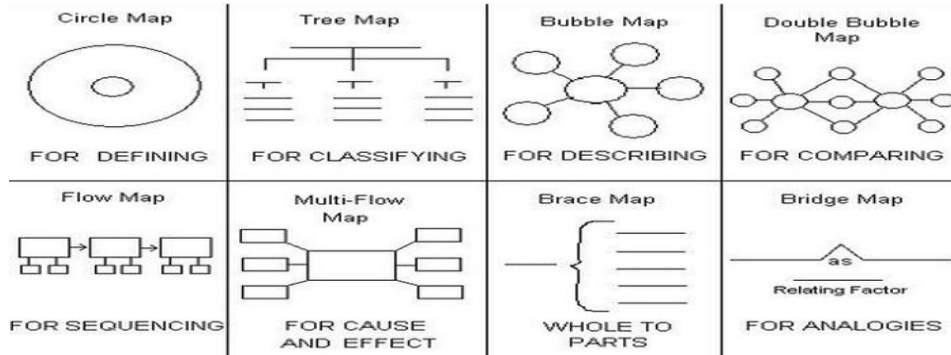 Circle Map
FOR DEFINING
Tree Map
FOR CLASSIFYING
Bubble Map
FOR DESCRIBING
Double Bubble
Map
FOR COMPARING
Flow Map
FOR SEQUENCING
Multi-Flow
Map
FOR CAUSE
AND EFFECT
Brace Map
WHOLE TO
PARTS
Bridge Map
as
Relating Factor
FOR ANALOGIES